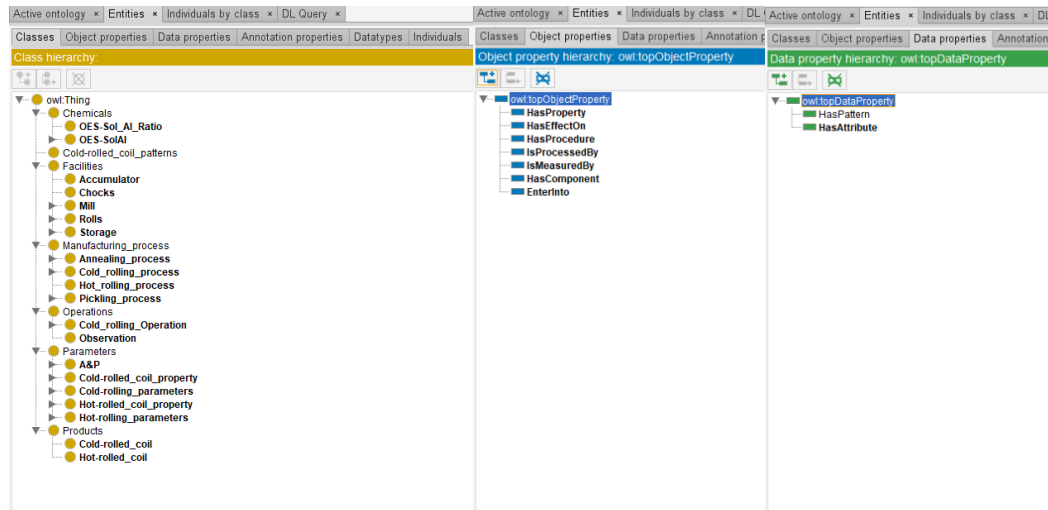 Active ontology × Entities × Individuals by class × DL Query ×
Classes Object properties Data properties Annotation properties Datatypes Individuals
Class hierarchy:
owl:Thing
Chemicals
OES-Sol_Al_Ratio
OES-SolAl
Cold-rolled_coil_patterns
Facilities
Accumulator
Chocks
Mill
Rolls
Storage
Manufacturing_process
Annealing_process
Cold_rolling_process
Hot_rolling_process
Pickling_process
Operations
Cold_rolling_Operation
Observation
Parameters
A&P
Cold-rolled_coil_property
Cold-rolling_parameters
Hot-rolled_coil_property
Hot-rolling_parameters
Products
Cold-rolled_coil
Hot-rolled_coil
Active ontology × Entities × Individuals by class × DL
Classes Object properties Data properties Annotation p
Object property hierarchy: owl:topObjectProperty
owl:topObjectProperty
HasProperty
HasEffectOn
HasProcedure
IsProcessedBy
IsMeasuredBy
HasComponent
EnterInto
Active ontology × Entities × Individuals by class × DL
Classes Object properties Data properties Annotation
Data property hierarchy: owl:topDataProperty
owl:topDataProperty
HasPattern
HasAttribute